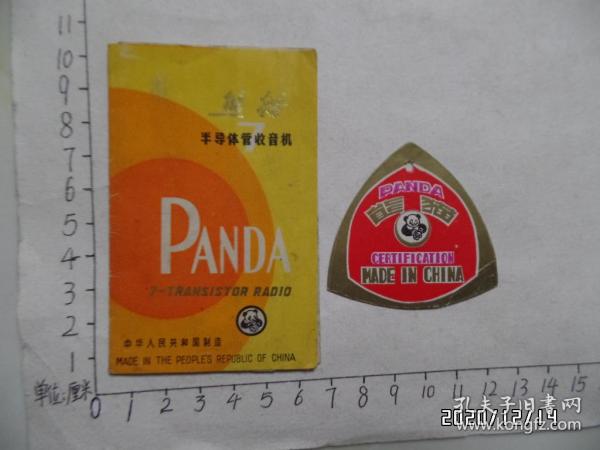 11
10
9
8
7
6
5
4
3
2
1
单位:厘米
0 1 2 3 4 5 6 7 8 9 10 11 12 13 14 15
熊猫
7
半导体管收音机
PANDA
7-TRANSISTOR RADIO
中华人民共和国制造
MADE IN THE PEOPLE'S REPUBLIC OF CHINA
PANDA
熊猫
CERTIFICATION
MADE IN CHINA
2020/12/19
孔夫子旧書网
www.kongfz.com